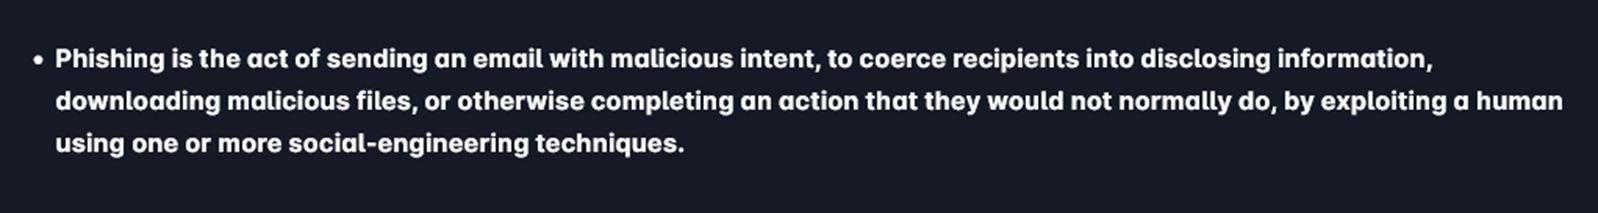 • Phishing is the act of sending an email with malicious intent, to coerce recipients into disclosing information,
downloading malicious files, or otherwise completing an action that they would not normally do, by exploiting a human
using one or more social-engineering techniques.